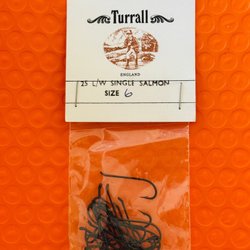 Turrall
ENGLAND
25 L/W SINGLE SALMON
SIZE 6